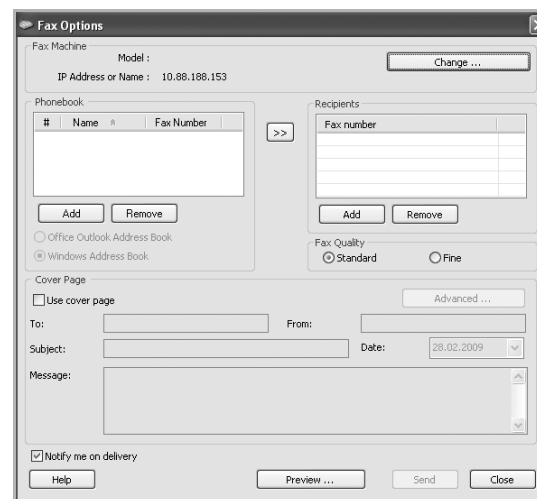 Fax Options
Fax Machine
Model :
Change ...
IP Address or Name : 10.88.188.153
Phonebook
# Name Fax Number
>>
Recipients
Fax number
Add Remove
Add Remove
Office Outlook Address Book
Windows Address Book
Fax Quality
Standard Fine
Cover Page
Use cover page
Advanced ...
To:
From:
Subject:
Date: 28.02.2009
Message:
Notify me on delivery
Help Preview ... Send Close